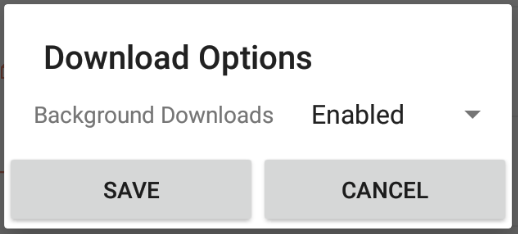 Download Options
Background Downloads Enabled
SAVE CANCEL